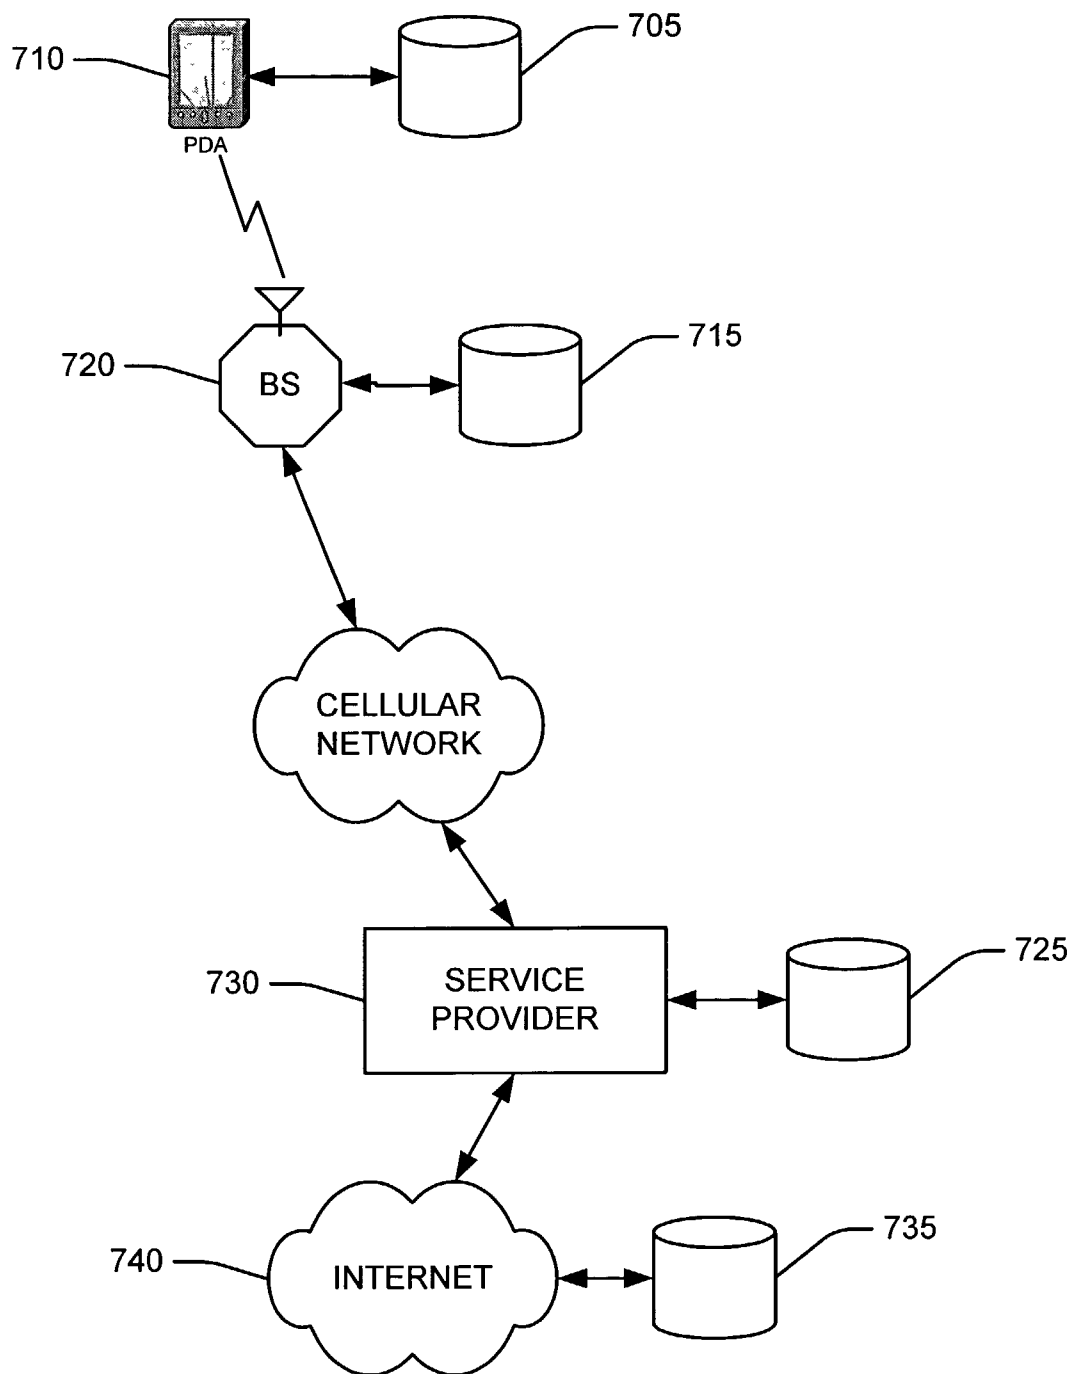 710
705
PDA
720
BS
715
CELLULAR
NETWORK
730
SERVICE
PROVIDER
725
740
INTERNET
735